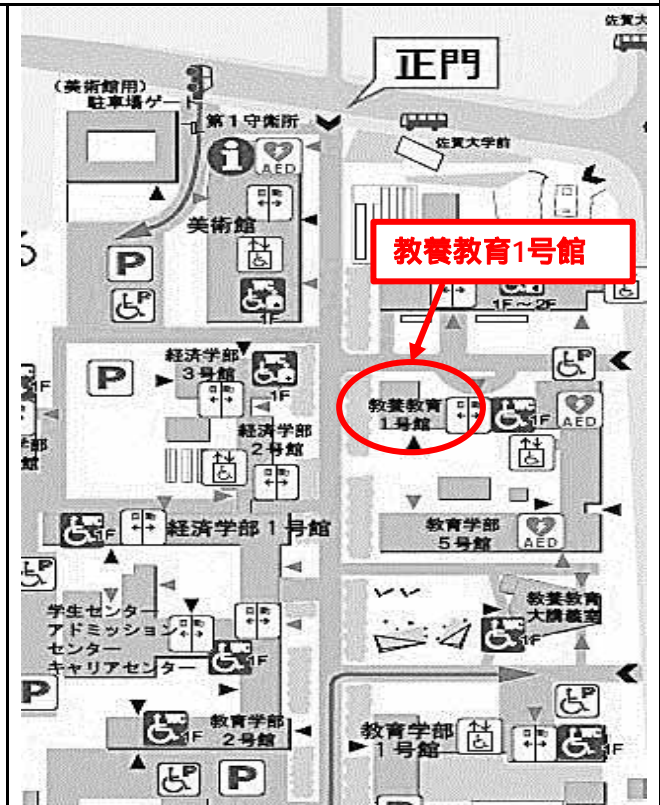 佐賀大
正門
(美術館用)
駐車場ゲート
第1守衛所
佐賀大学前
AED
美術館
教養教育1号館
P
P
1F
1F~2F
経済学部
3号館
P
P
1F
1F
教養教育
1号館
1F
AED
経済学部
2号館
学部
館
1F
経済学部1号館
教育学部
5号館
AED
P
学生センター
アドミッション
センター
キャリアセンター
1F
教養教育
大講義室
1F
P
P
教育学部
2号館
1F
教育学部
1号館
1F
P
P